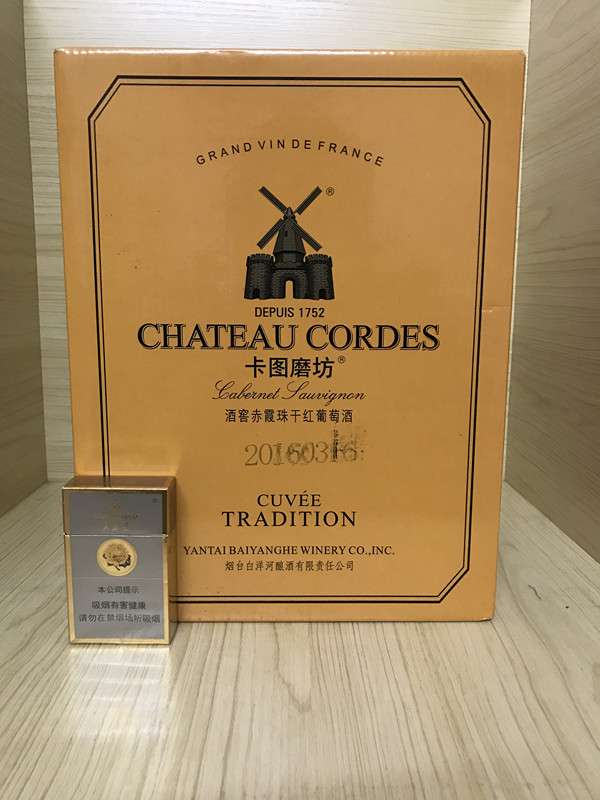 GRAND VIN DE FRANCE
®
DEPUIS 1752
CHATEAU CORDES
卡图磨坊®
Cabernet Sauvignon
酒窖赤霞珠干红葡萄酒
20160316
CUVÉE
TRADITION
YANTAI BAIYANGHE WINERY CO.,INC.
烟台白洋河酿酒有限责任公司
本公司提示
吸烟有害健康
请勿在禁烟场所吸烟